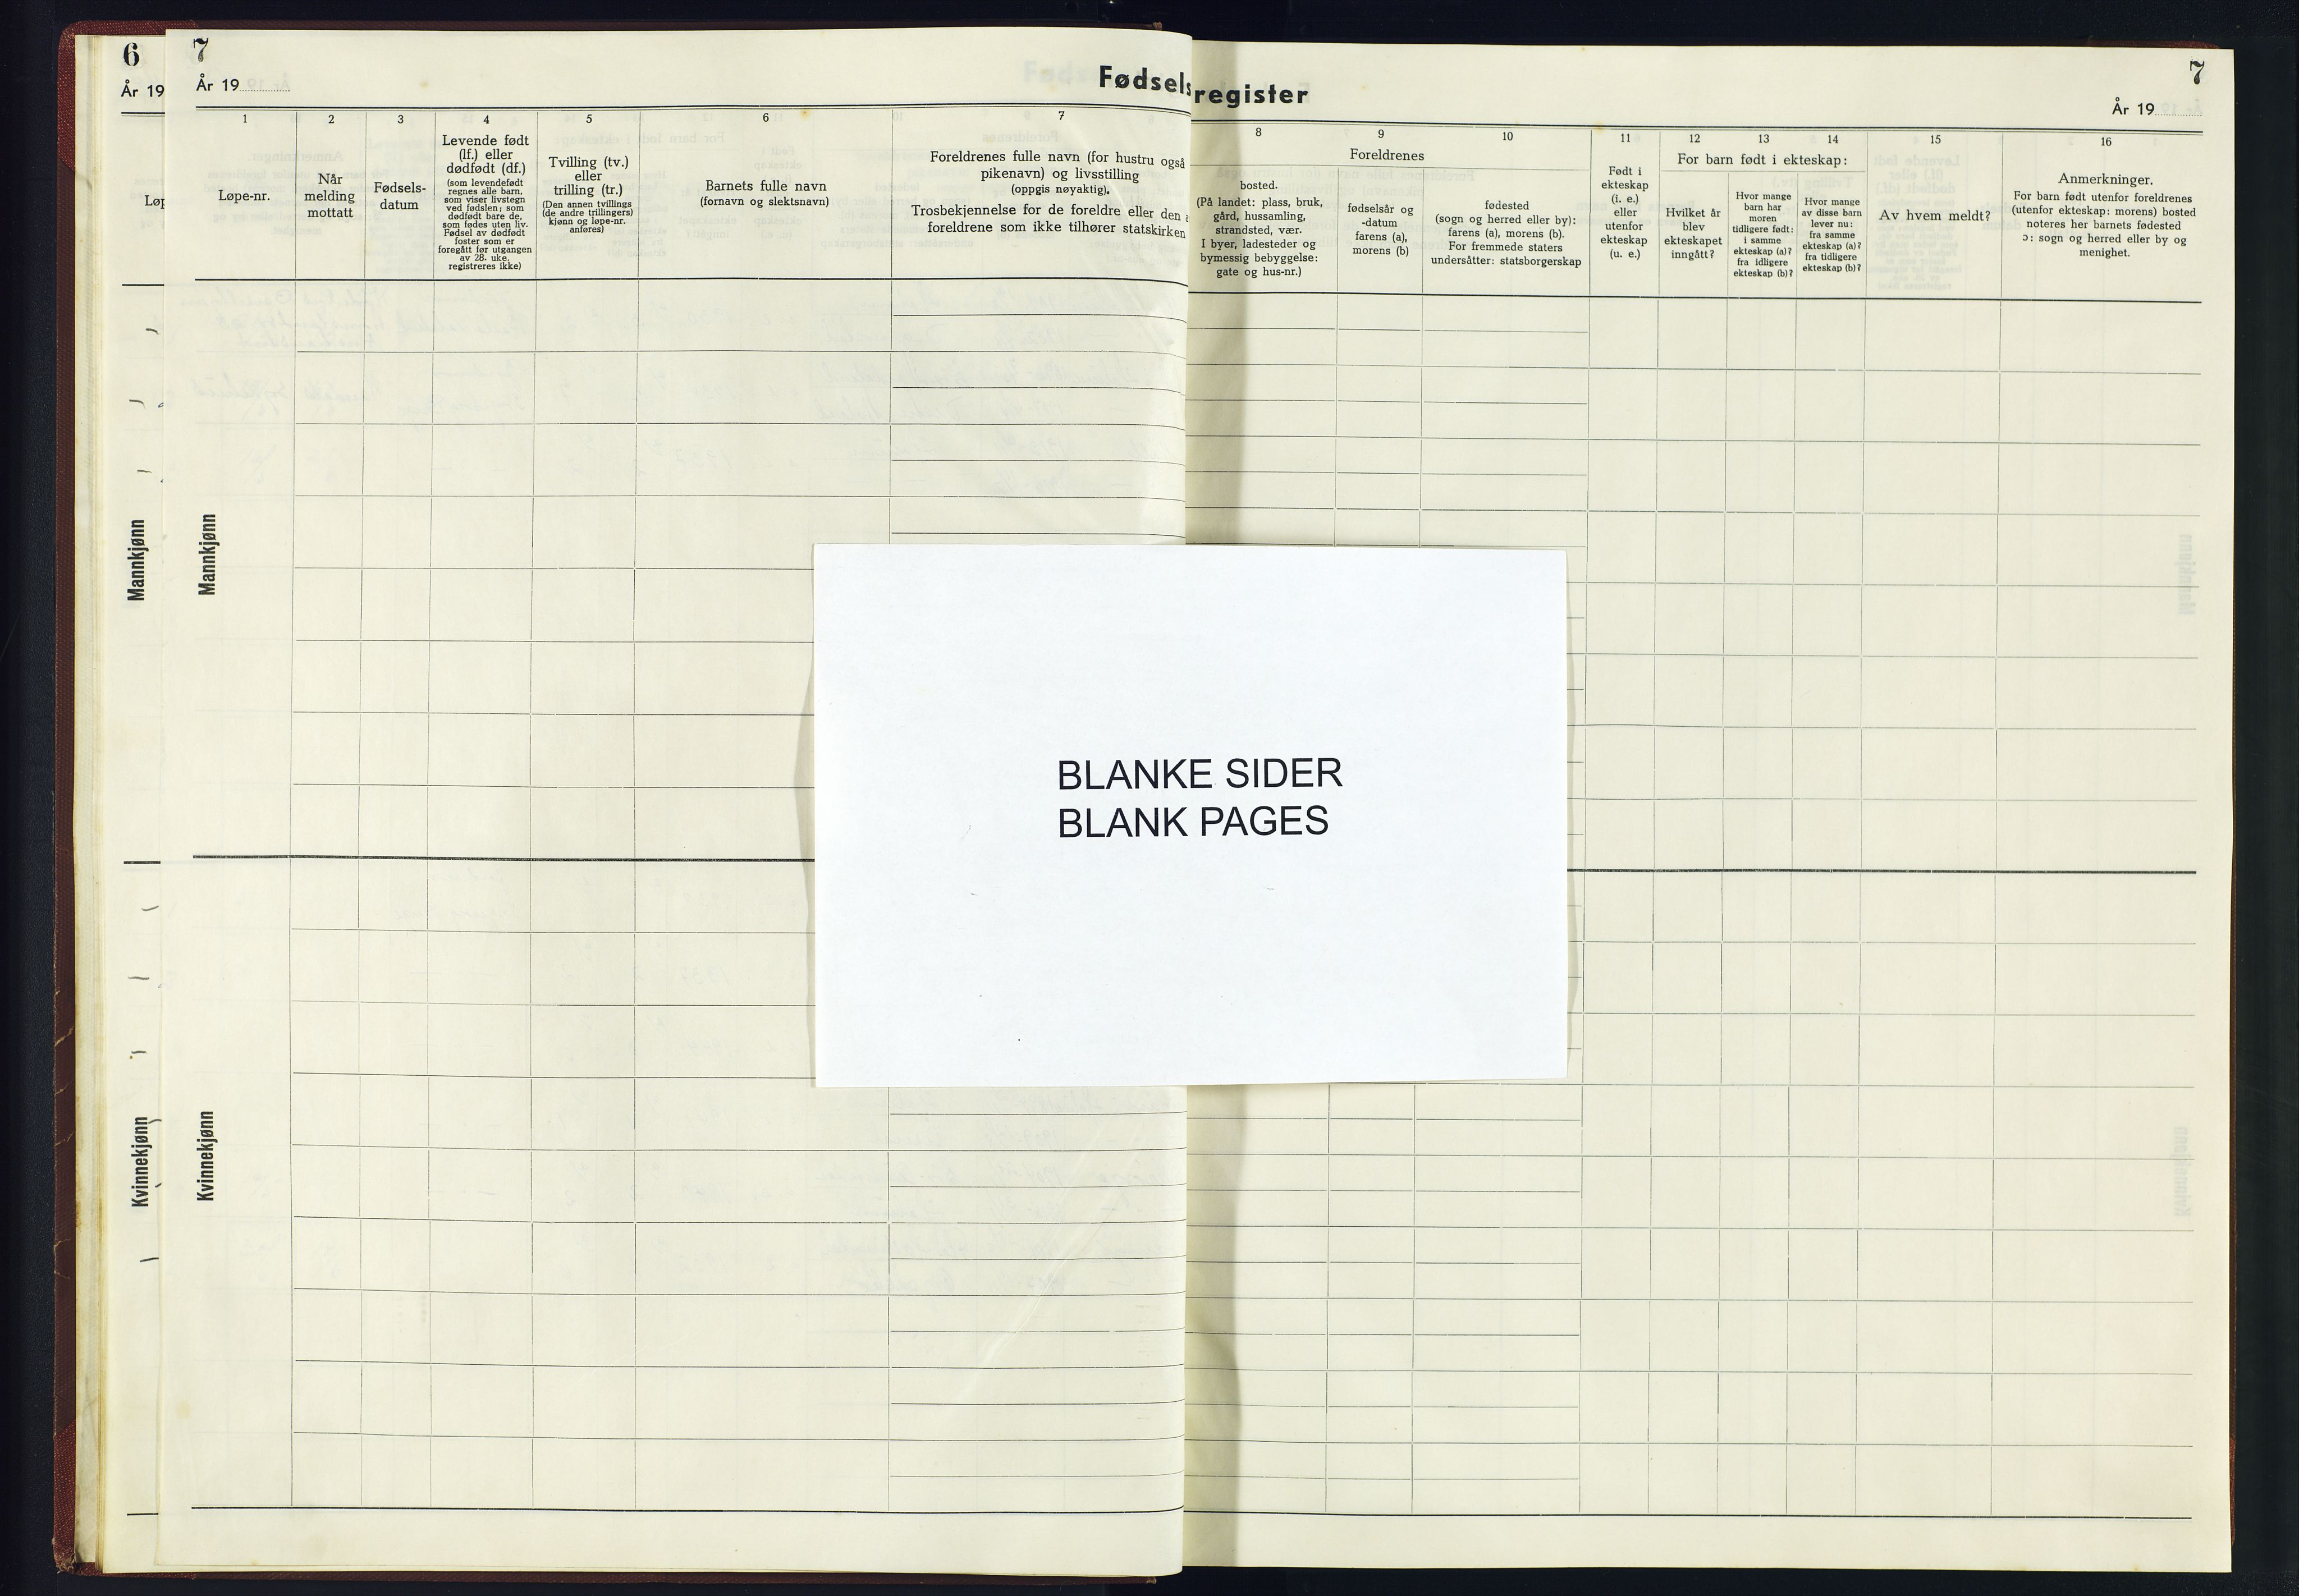 6
År 19
Løp
Mannkjønn
Kvinnekjønn
7
År 19
Fødselsregister
7
År 19
1
Løpe-nr.
2
Når
melding
mottatt
3
Fødsels-
datum
4
Levende født
(lf.) eller
dødfødt (df.)
(som levendefødt
regnes alle barn,
som viser livstegn
ved fødslen; som
dødfødt bare de,
som fødes uten liv.
Fødsel av dødfødt
foster som er
foregått før utgangen
av 28. uke.
registreres ikke)
5
Tvilling (tv.)
eller
trilling (tr.)
(Den annen tvillings
(de andre trillingers)
kjønn og løpe-nr.
anføres)
6
Barnets fulle navn
(fornavn og slektsnavn)
7
Foreldrenes fulle navn (for hustru også
pikenavn) og livsstilling
(oppgis nøyaktig).
Trosbekjennelse for de foreldre eller den a
foreldrene som ikke tilhører statskirken
Foreldrenes
8
bosted.
(På landet: plass, bruk,
gård, hussamling,
strandsted, vær.
I byer, ladesteder og
bymessig bebyggelse:
gate og hus-nr.)
9
fødselsår og
-datum
farens (a),
morens (b)
10
fødested
(sogn og herred eller by):
farens (a), morens (b).
For fremmede staters
undersåtter: statsborgerskap
11
Født i
ekteskap
(i. e.)
eller
utenfor
ekteskap
(u. e.)
For barn født i ekteskap:
12
Hvilket år
blev
ekteskapet
inngått?
13
Hvor mange
barn har
moren
tidligere født:
i samme
ekteskap (a)?
fra idligere
ekteskap (b)?
14
Hvor mange
av disse barn
lever nu:
fra samme
ekteskap (a)?
fra tidligere
ekteskap (b)?
15
Av hvem meldt?
16
Anmerkninger.
For barn født utenfor foreldrenes
(utenfor ekteskap: morens) bosted
noteres her barnets fødested
ɔ: sogn og herred eller by og
menighet.
Mannkjønn
Kvinnekjønn
BLANKE SIDER
BLANK PAGES